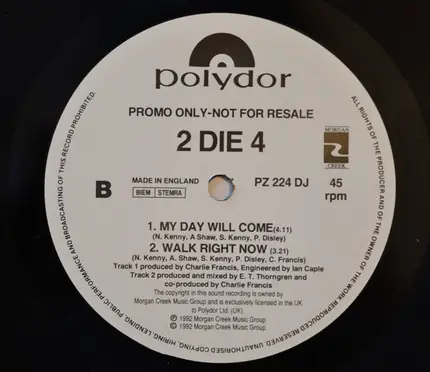 polydor
PROMO ONLY-NOT FOR RESALE
2 DIE 4
MORGAN
CREEK
B
MADE IN ENGLAND
BIEM STEMRA
PZ 224 DJ
45
rpm
1. MY DAY WILL COME(4.11)
(N. Kenny, A Shaw, S. Kenny, P. Disley)
2. WALK RIGHT NOW (3.21)
(N. Kenny, A. Shaw, S. Kenny, P. Disley, C. Francis)
Track 1 produced by Charlie Francis, Engineered by Ian Caple
Track 2 produced and mixed by E. T. Thorngren and
co-produced by Charlie Francis.
The copyright in this sound recording is owned by
Morgan Creek Music Group and is exclusively licensed in the UK
to Polydor Ltd. (UK)
℗ 1992 Morgan Creek Music Group.
© 1992 Morgan Creek Music Group.
ALL RIGHTS OF THE PRODUCER AND OF THE OWNER OF THE WORK REPRODUCED RESERVED. UNAUTHORISED COPYING, HIRING, LENDING, PUBLIC PERFORMANCE AND BROADCASTING OF THIS RECORD PROHIBITED.